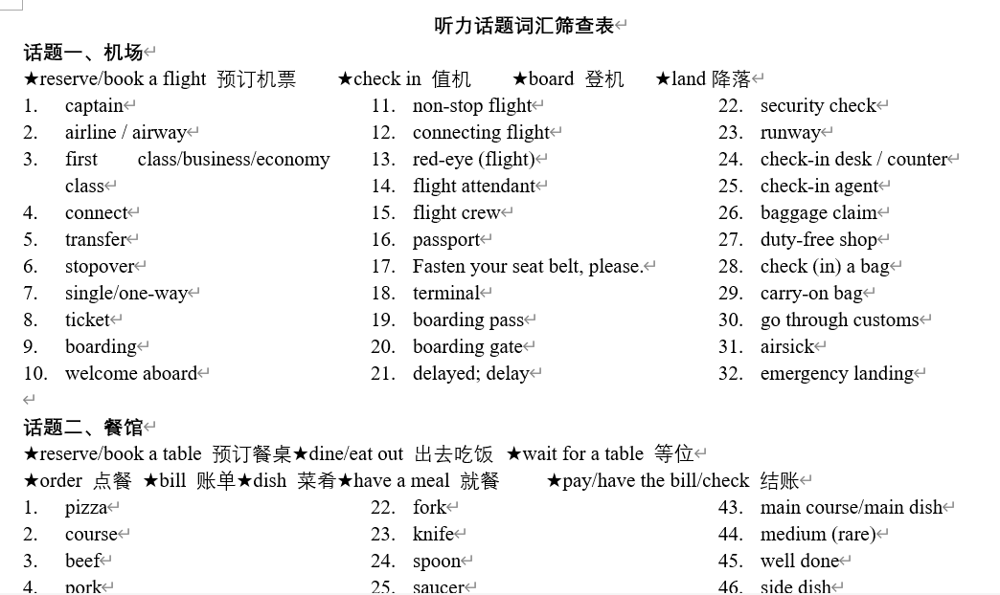 听力话题词汇筛查表
话题一、机场
★reserve/book a flight 预订机票 ★check in 值机 ★board 登机 ★land 降落
1. captain
2. airline / airway
3. first class/business/economy
class
4. connect
5. transfer
6. stopover
7. single/one-way
8. ticket
9. boarding
10. welcome aboard
11. non-stop flight
12. connecting flight
13. red-eye (flight)
14. flight attendant
15. flight crew
16. passport
17. Fasten your seat belt, please.
18. terminal
19. boarding pass
20. boarding gate
21. delayed; delay
22. security check
23. runway
24. check-in desk / counter
25. check-in agent
26. baggage claim
27. duty-free shop
28. check (in) a bag
29. carry-on bag
30. go through customs
31. airsick
32. emergency landing
话题二、餐馆
★reserve/book a table 预订餐桌★dine/eat out 出去吃饭 ★wait for a table 等位
★order 点餐 ★bill 账单★dish 菜肴★have a meal 就餐 ★pay/have the bill/check 结账
1. pizza
2. course
3. beef
4. pork
22. fork
23. knife
24. spoon
25. saucer
43. main course/main dish
44. medium (rare)
45. well done
46. side dish